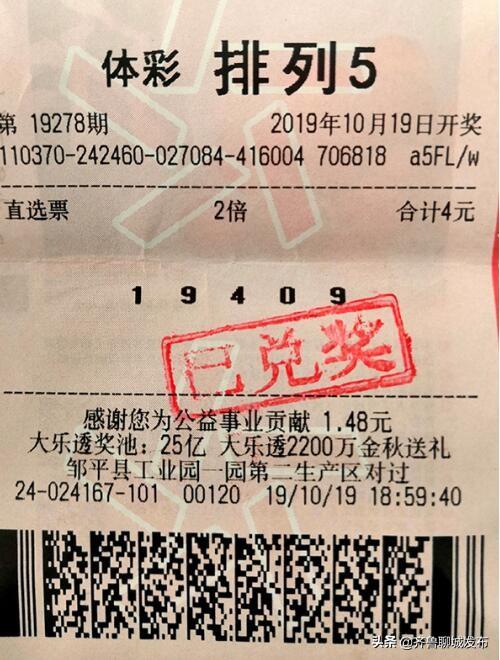 体彩 排列5
第 19278期 2019年10月19日开奖
110370-242460-027084-416004 706818 a5FL/w
直选票 2倍 合计4元
1 9 4 0 9
已兑奖
感谢您为公益事业贡献 1.48元
大乐透奖池：25亿 大乐透2200万金秋送礼
邹平县工业园一园第二生产区对过
24-024167-101 00120 19/10/19 18:59:40
头条 @齐鲁聊城发布